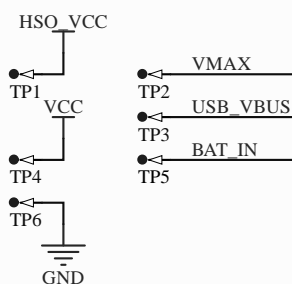 HSO_VCC
VMAX
TP1 TP2
VCC USB_VBUS
TP3
BAT_IN
TP4 TP5
TP6
GND